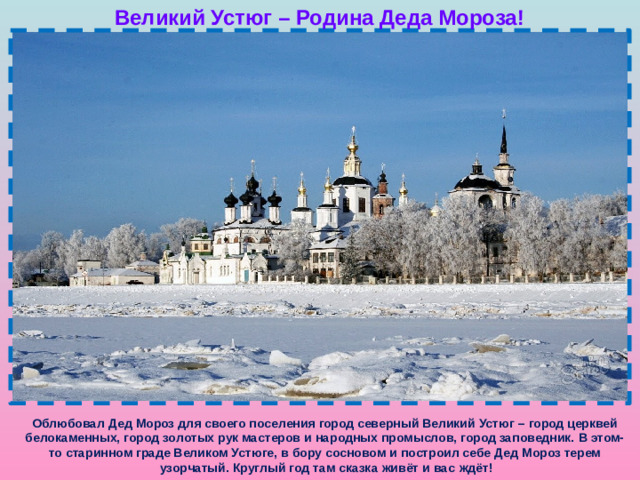 Великий Устюг – Родина Деда Мороза!
Облюбовал Дед Мороз для своего поселения город северный Великий Устюг – город церквей
белокаменных, город золотых рук мастеров и народных промыслов, город заповедник. В этом-
то старинном граде Великом Устюге, в бору сосновом и построил себе Дед Мороз терем
узорчатый. Круглый год там сказка живёт и вас ждёт!